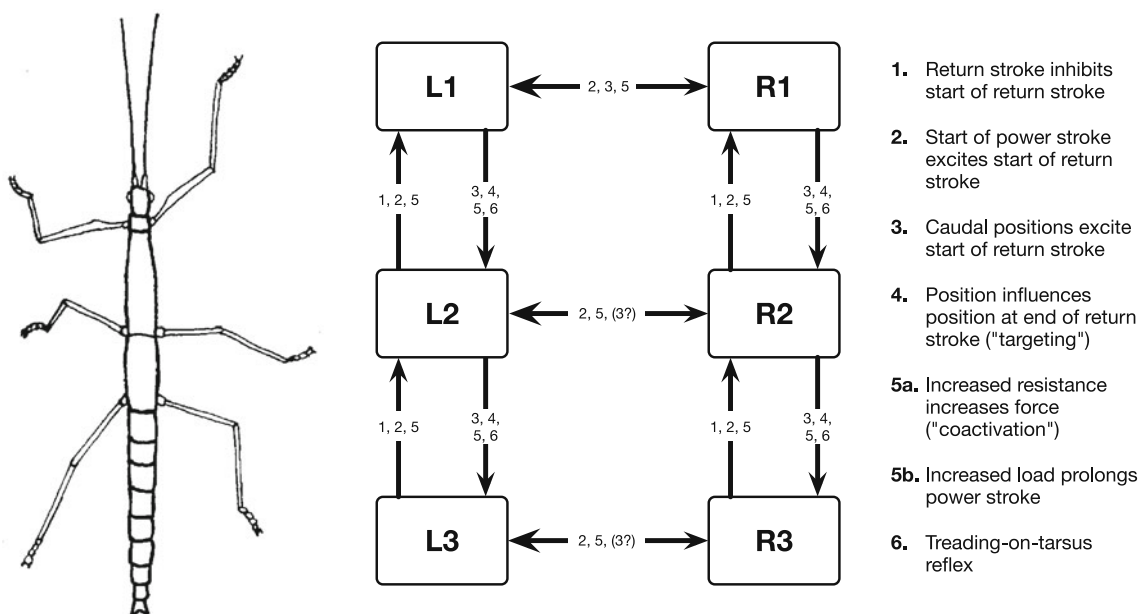 L1
2, 3, 5
R1
1, 2, 5
3, 4,
5, 6
1, 2, 5
3, 4,
5, 6
L2
2, 5, (3?)
R2
1, 2, 5
3, 4,
5, 6
1, 2, 5
3, 4,
5, 6
L3
2, 5, (3?)
R3
1. Return stroke inhibits
start of return stroke
2. Start of power stroke
excites start of return
stroke
3. Caudal positions excite
start of return stroke
4. Position influences
position at end of return
stroke ("targeting")
5a. Increased resistance
increases force
("coactivation")
5b. Increased load prolongs
power stroke
6. Treading-on-tarsus
reflex